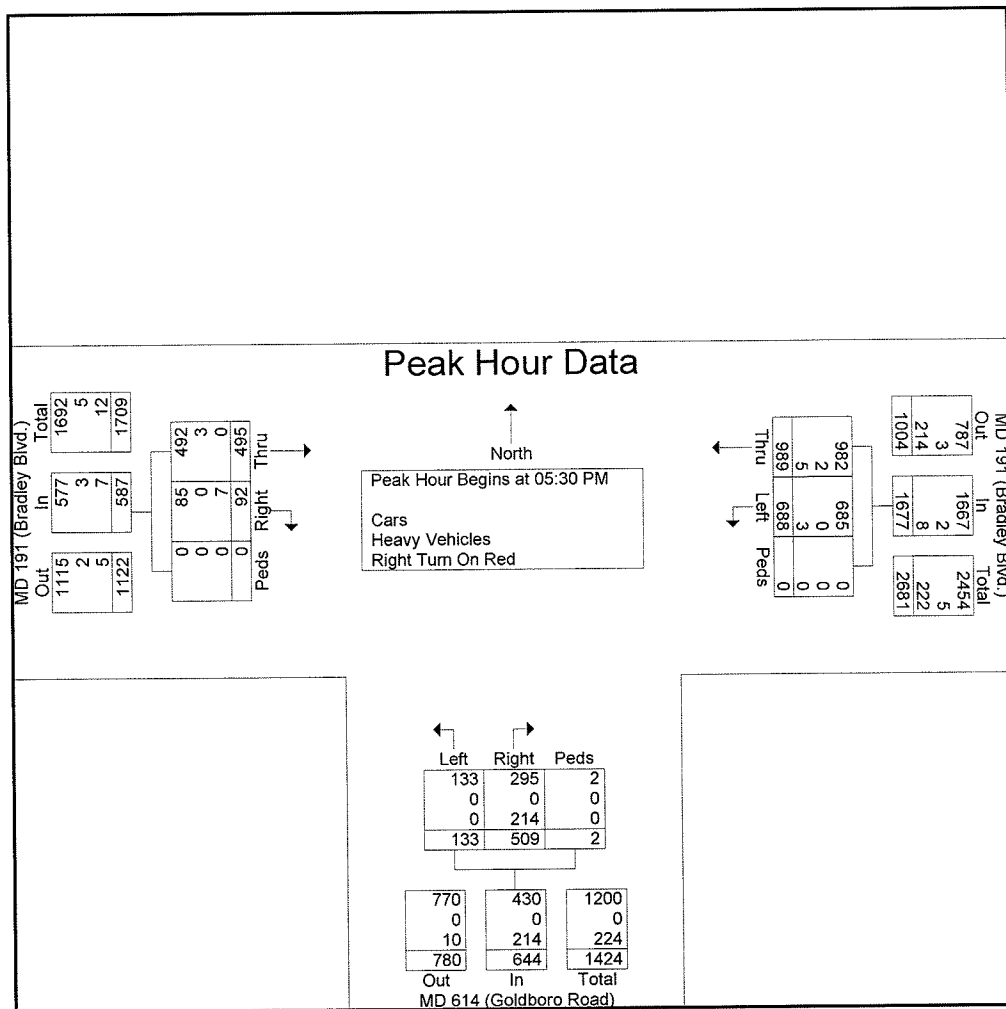 Peak Hour Data
North
Peak Hour Begins at 05:30 PM
Cars
Heavy Vehicles
Right Turn On Red
MD 191 (Bradley Blvd.)
Out In Total
1115 577 1692
2 3 5
5 7 12
1122 587 1709
Peds Right Thru
0 85 492
0 0 3
0 7 0
0 92 495
MD 191 (Bradley Blvd.)
Out In Total
787 1667 2454
3 2 5
214 8 222
1004 1677 2681
Thru Left Peds
982 685 0
2 0 0
5 3 0
989 688 0
Left Right Peds
133 295 2
0 0 0
0 214 0
133 509 2
770 430 1200
0 0 0
10 214 224
780 644 1424
Out In Total
MD 614 (Goldboro Road)